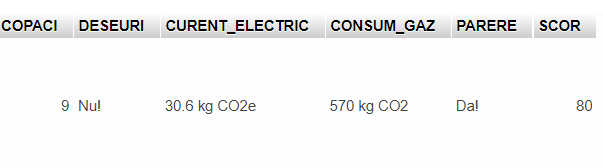 COPACI DESEURI CURENT_ELECTRIC CONSUM_GAZ PARERE SCOR
9 Nu! 30.6 kg CO2e 570 kg CO2 Da! 80